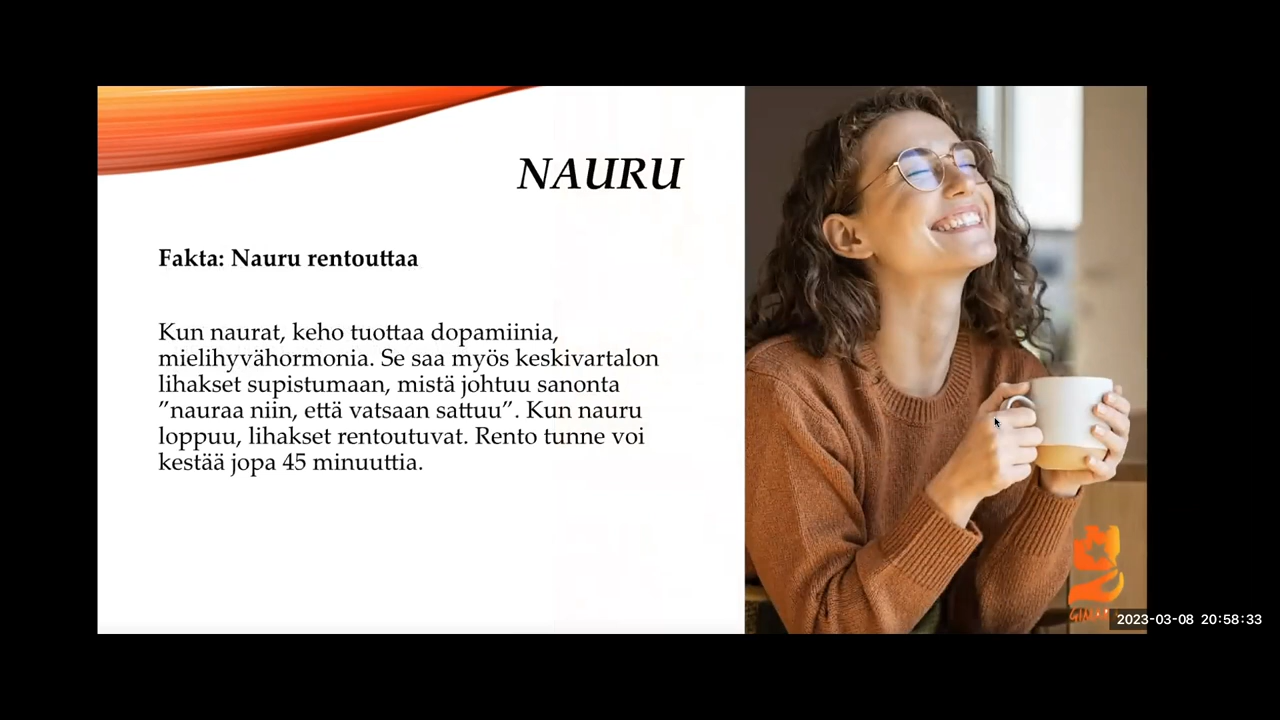 NAURU
Fakta: Nauru rentouttaa
Kun naurat, keho tuottaa dopamiinia,
mielihyvähormonia. Se saa myös keskivartalon
lihakset supistumaan, mistä johtuu sanonta
”nauraa niin, että vatsaan sattuu”. Kun nauru
loppuu, lihakset rentoutuvat. Rento tunne voi
kestää jopa 45 minuuttia.
2023-03-08 20:58:33